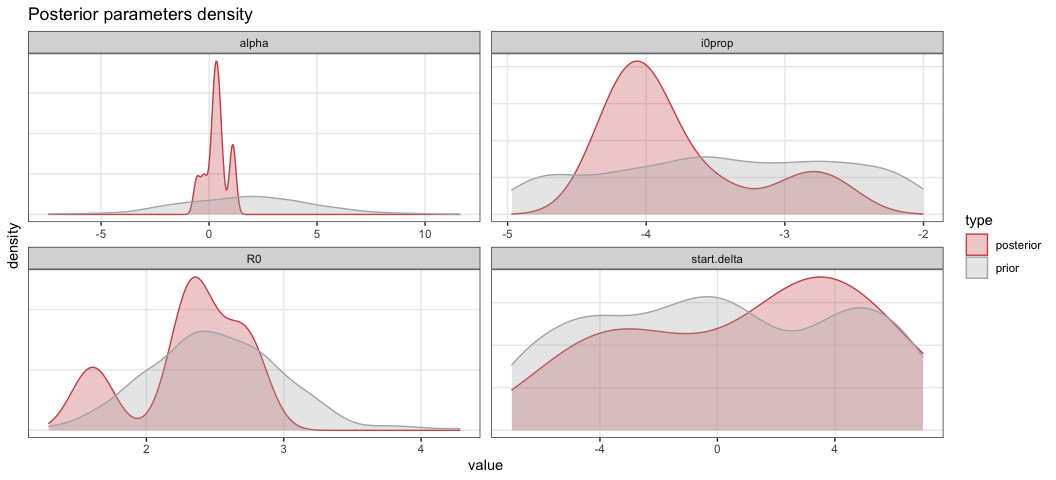 Posterior parameters density
alpha
i0prop
-5 0 5 10
-5 -4 -3 -2
R0
start.delta
2 3 4
-4 0 4
density
value
type
posterior
prior